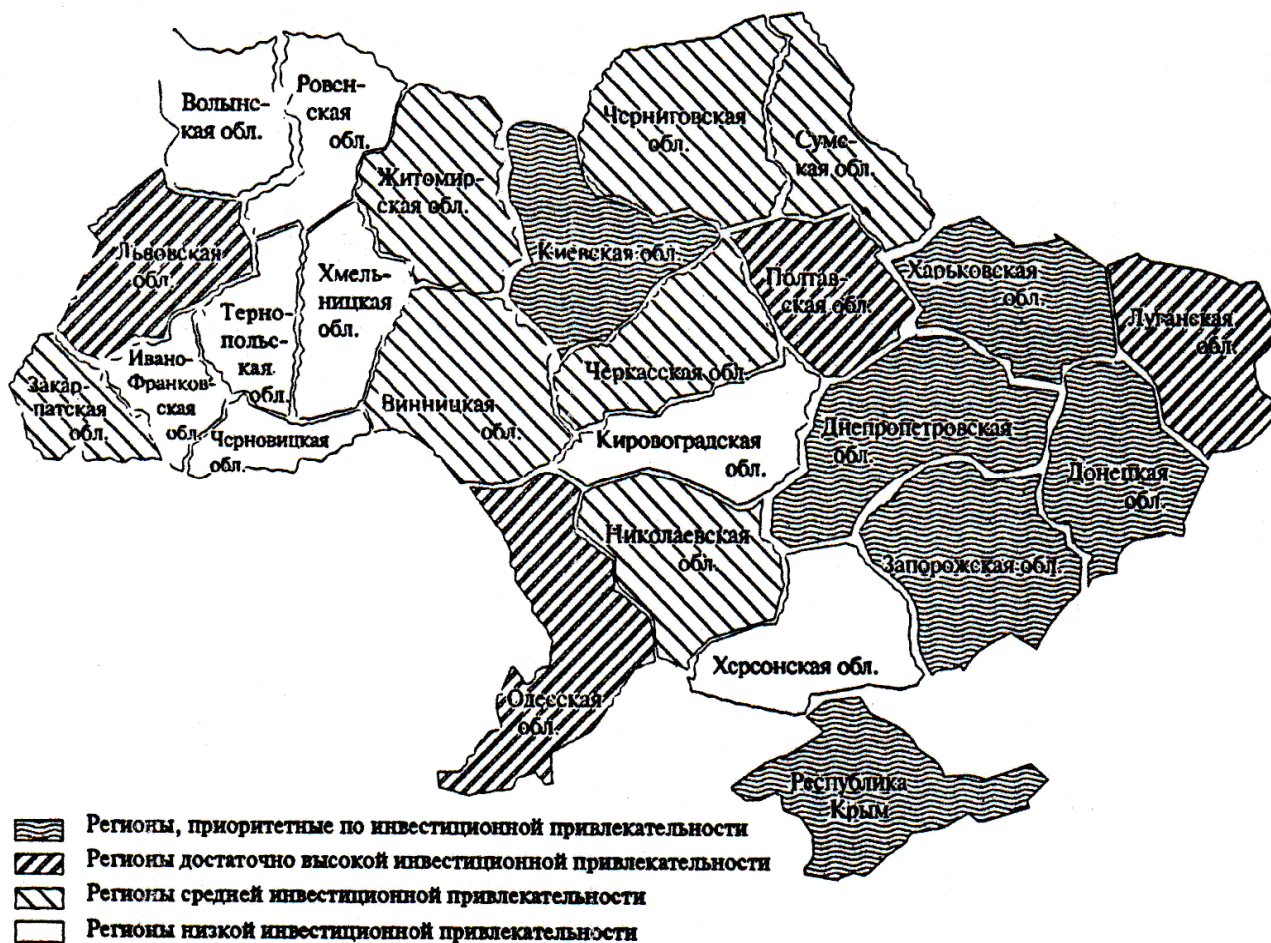 Волынс-
кая обл.
Ровен-
ская
обл.
Житомир-
ская обл.
Черниговская
обл.
Сумс-
кая обл.
Львовская
обл.
Хмель-
ницкая
обл.
Киевская обл.
Полтав-
ская обл.
Харьковская
обл.
Луганская
обл.
Терно-
польс-
кая
обл.
Ивано-
Франковс-
кая
обл.
Закар-
патская
обл.
Черновицкая
обл.
Винницкая
обл.
Черкасская обл.
Кировоградская
обл.
Днепропетровская
обл.
Донецкая
обл.
Николаевская
обл.
Запорожская обл.
Херсонская обл.
Одесская
обл.
Республика
Крым
Регионы, приоритетные по инвестиционной привлекательности
Регионы достаточно высокой инвестиционной привлекательности
Регионы средней инвестиционной привлекательности
Регионы низкой инвестиционной привлекательности